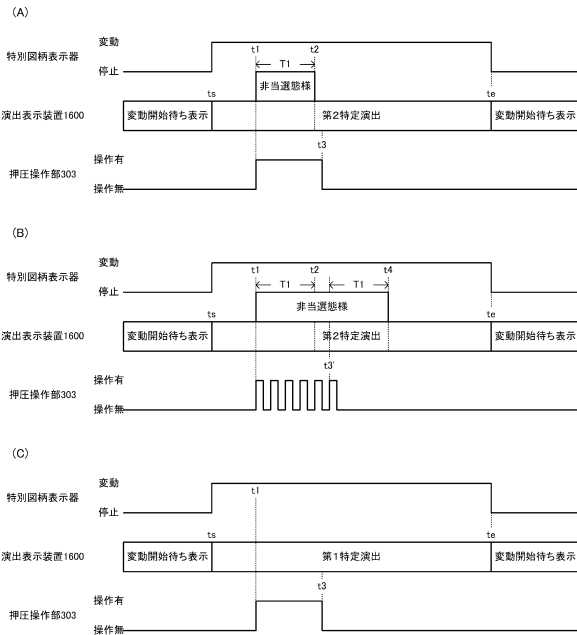 (A)
特別図柄表示器
変動
停止
t1
T1
t2
非当選態様
ts
te
演出表示装置1600
変動開始待ち表示
第2特定演出
変動開始待ち表示
t3
押圧操作部303
操作有
操作無
(B)
特別図柄表示器
変動
停止
t1
T1
t2
T1
t4
非当選態様
ts
te
演出表示装置1600
変動開始待ち表示
第2特定演出
変動開始待ち表示
t3'
押圧操作部303
操作有
操作無
(C)
特別図柄表示器
変動
停止
t1
ts
te
演出表示装置1600
変動開始待ち表示
第1特定演出
変動開始待ち表示
t3
押圧操作部303
操作有
操作無